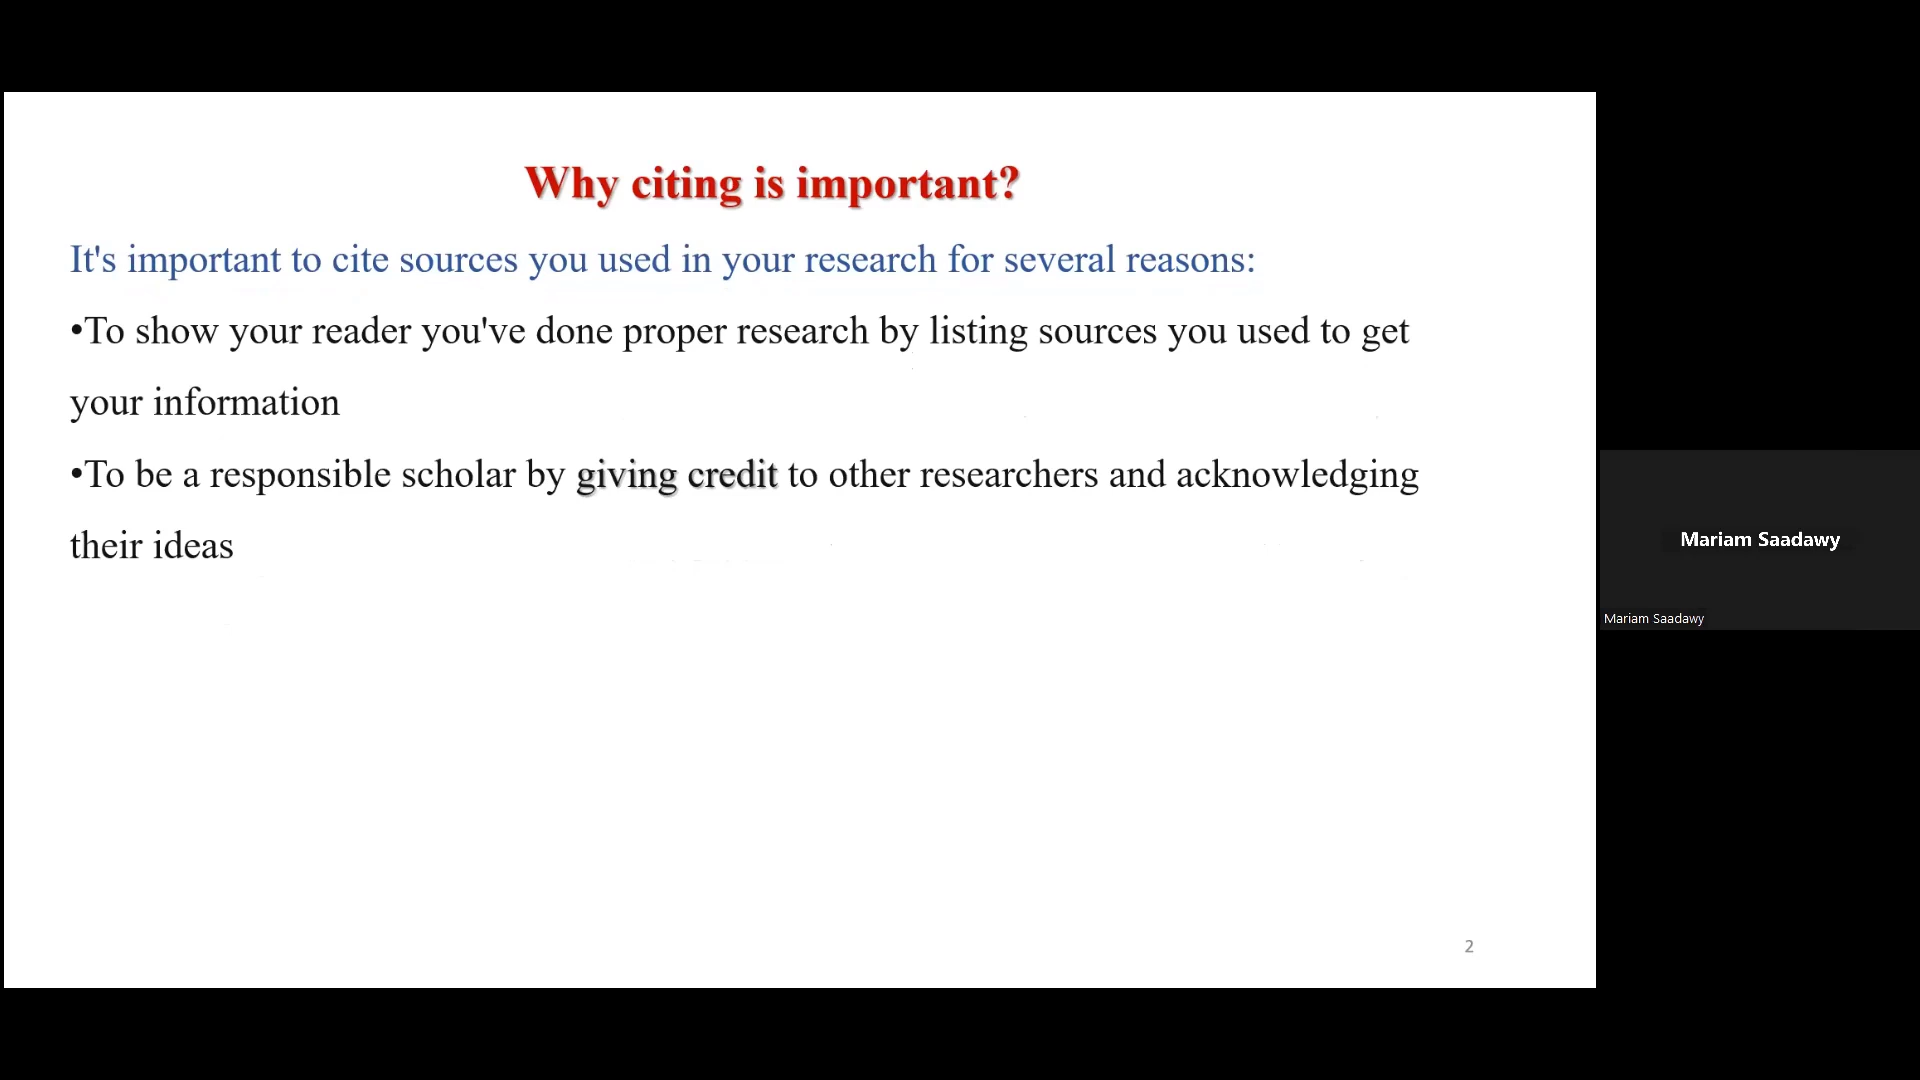 Why citing is important?
It's important to cite sources you used in your research for several reasons:
•To show your reader you've done proper research by listing sources you used to get
your information
•To be a responsible scholar by giving credit to other researchers and acknowledging
their ideas
2
Mariam Saadawy
Mariam Saadawy